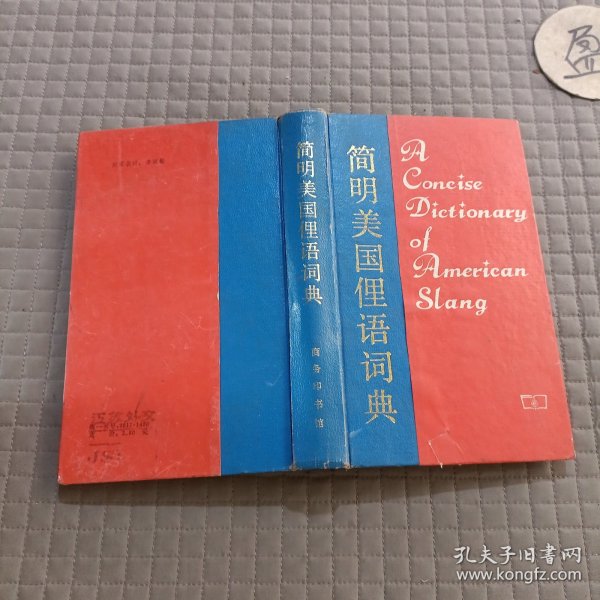 简明美国俚语词典
A
Concise
Dictionary
of
American
Slang
简明美国俚语词典
商务印书馆
盈
孔夫子旧书网
www.kongfz.com